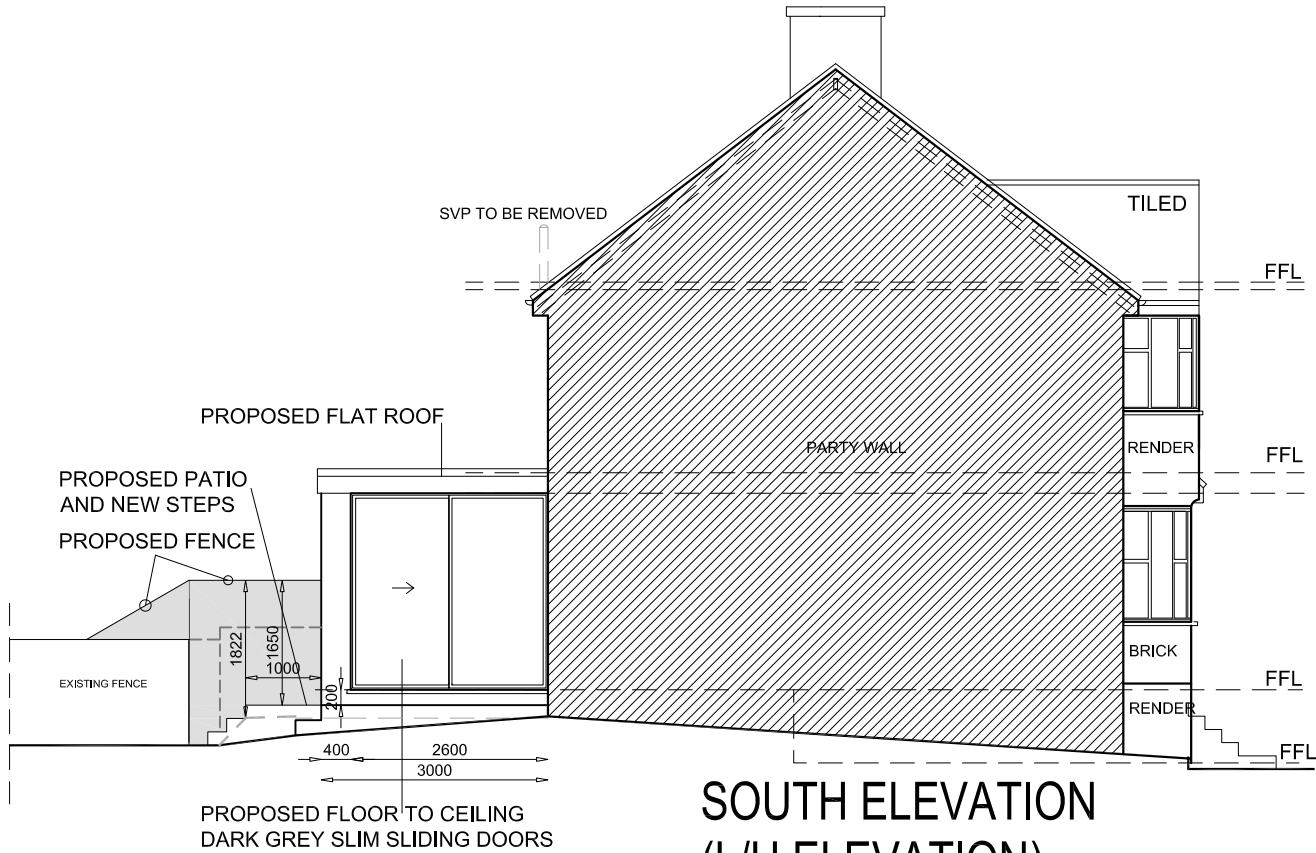 TILED
SVP TO BE REMOVED
FFL
PROPOSED FLAT ROOF
PARTY WALL
RENDER
FFL
PROPOSED PATIO
AND NEW STEPS
PROPOSED FENCE
1822
1650
1000
EXISTING FENCE
BRICK
200
FFL
RENDER
400
2600
3000
FFL
PROPOSED FLOOR TO CEILING
DARK GREY SLIM SLIDING DOORS
SOUTH ELEVATION
(L/H ELEVATION)